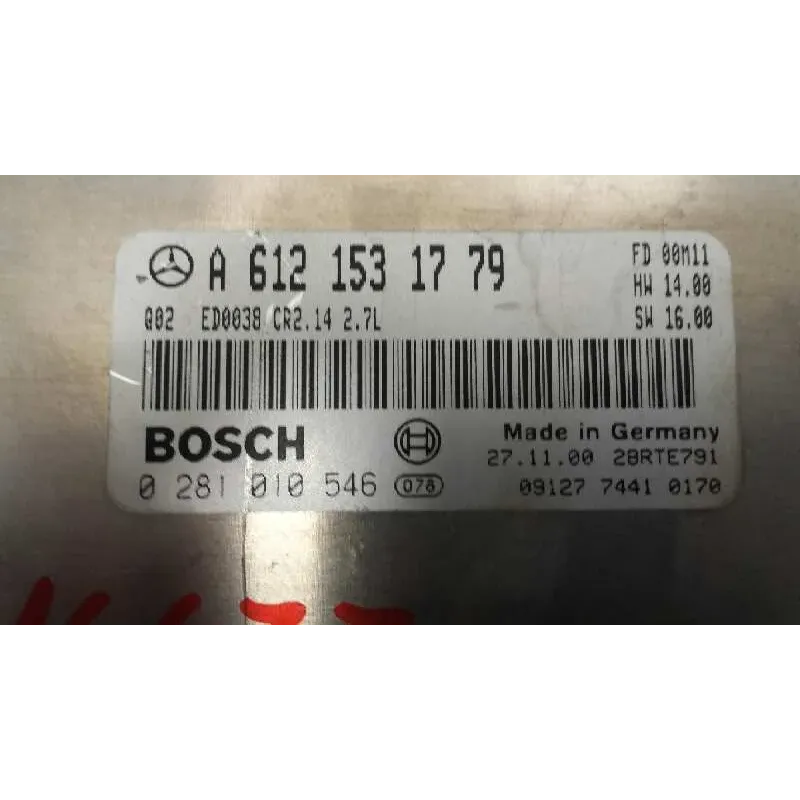 A 612 153 17 79
FD 00M11
HW 14.00
Q02 ED0038 CR2.14 2.7L
SW 16.00
BOSCH
Made in Germany
27.11.00 2BRTE791
0 281 010 546 078
09127 7441 0170